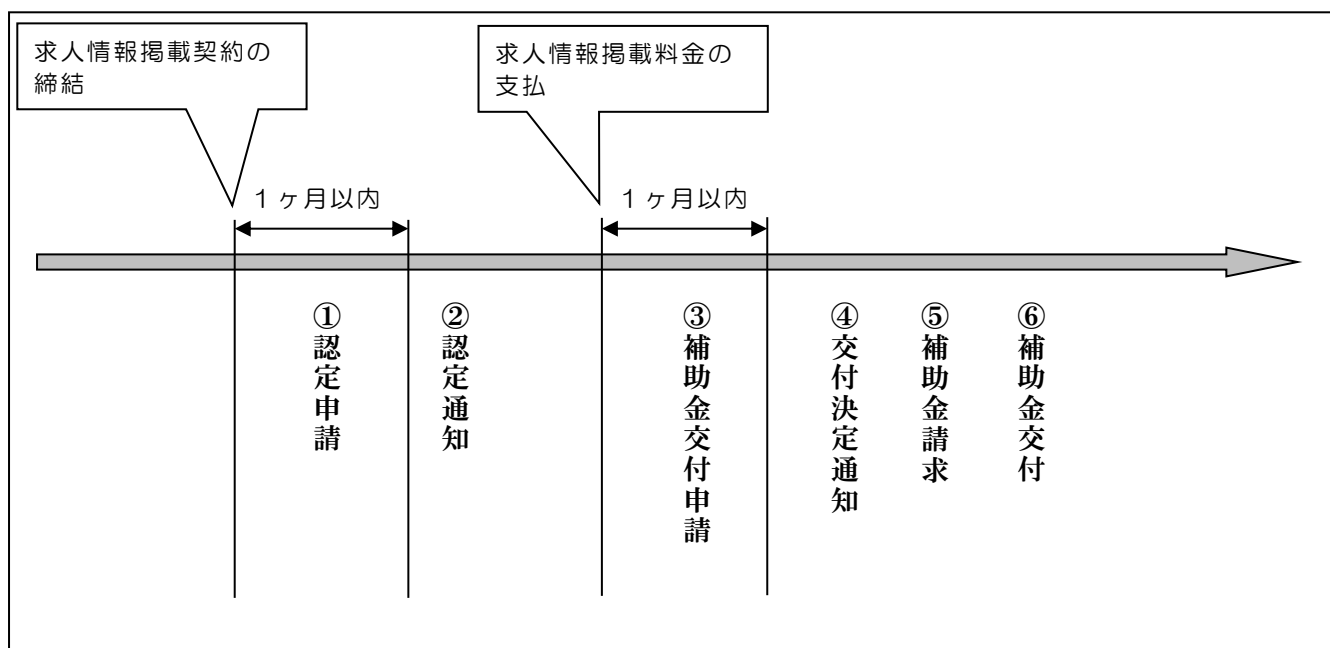 求人情報掲載契約の
締結
求人情報掲載料金の
支払
１ヶ月以内
１ヶ月以内
①認定申請
②認定通知
③補助金交付申請
④交付決定通知
⑤補助金請求
⑥補助金交付